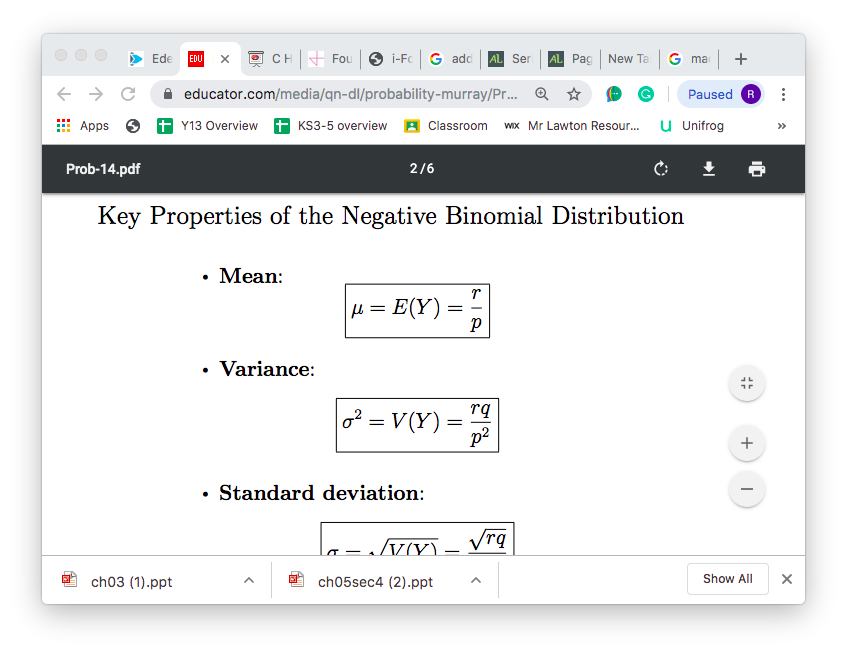 Ede EDU C H Fou i-Fc add AL Ser AL Pag New Ta ma
educator.com/media/qn-dl/probability-murray/Pr... Paused R
Apps Y13 Overview KS3-5 overview Classroom WIX Mr Lawton Resour... Unifrog »
Prob-14.pdf 2 / 6
Key Properties of the Negative Binomial Distribution
• Mean:
μ = E(Y) = r/p
• Variance:
σ² = V(Y) = rq/p²
• Standard deviation:
σ = √V(Y) = √rq
ch03 (1).ppt ch05sec4 (2).ppt Show All